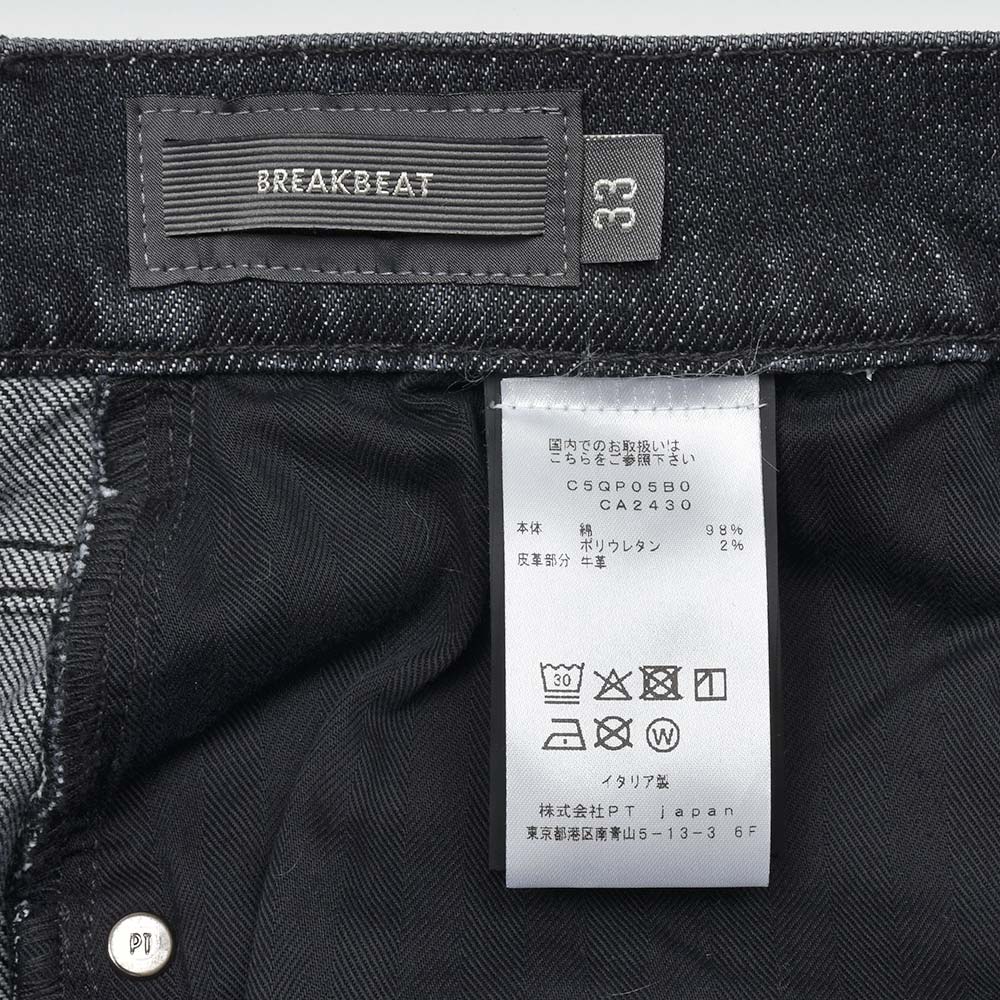 BREAKBEAT
33
国内でのお取扱いは
こちらをご参照下さい
C5QP05B0
CA2430
本体 綿 98%
ポリウレタン 2%
皮革部分 牛革
30
W
イタリア製
株式会社PT japan
東京都港区南青山5-13-3 6F
PT